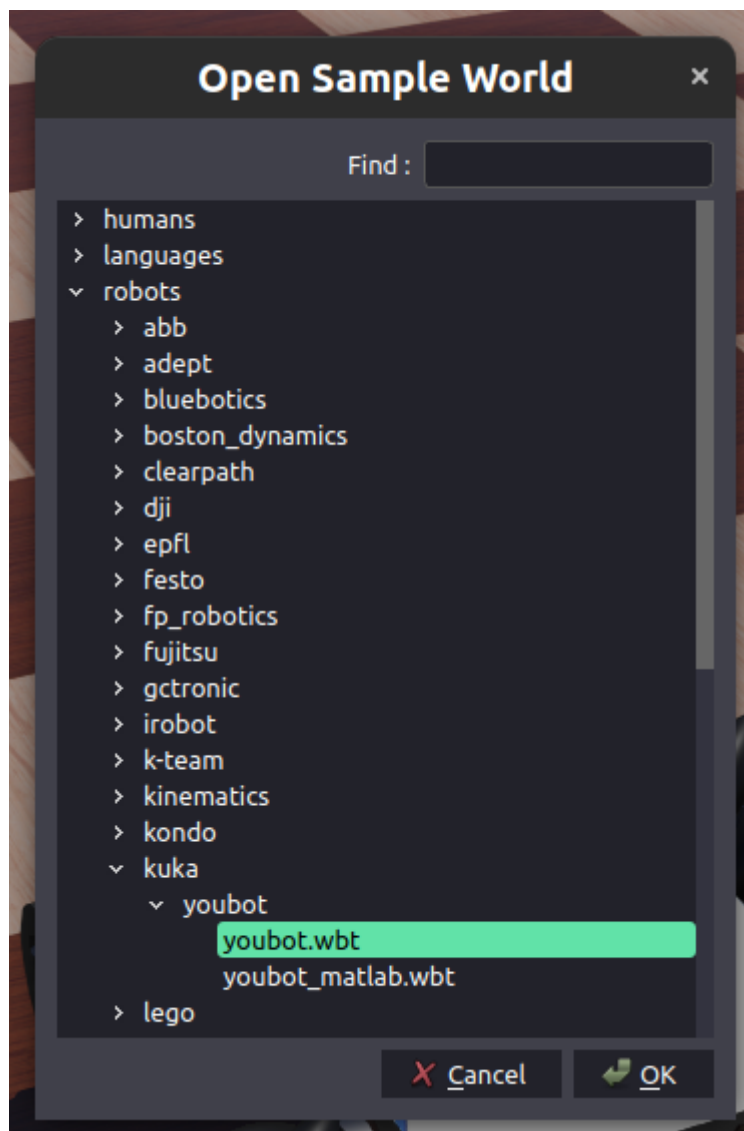 Open Sample World ×
Find :
humans
languages
robots
abb
adept
bluebotics
boston_dynamics
clearpath
dji
epfl
festo
fp_robotics
fujitsu
gctronic
irobot
k-team
kinematics
kondo
kuka
youbot
youbot.wbt
youbot_matlab.wbt
lego
Cancel OK